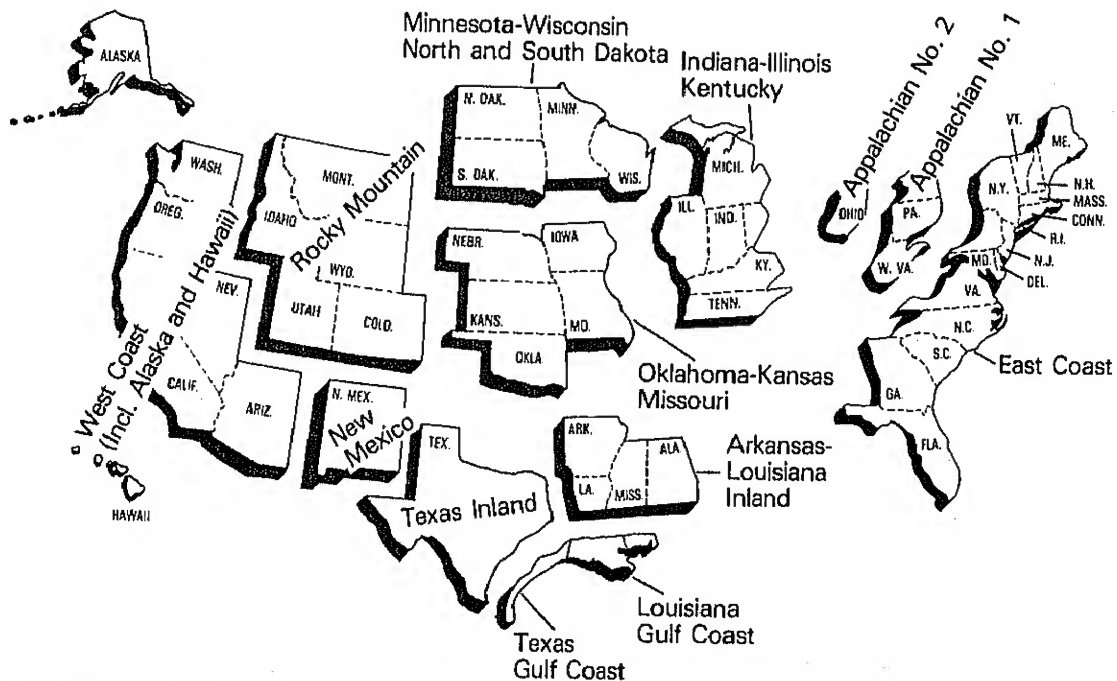 Minnesota-Wisconsin
North and South Dakota
Indiana-Illinois
Kentucky
Appalachian No. 2
Appalachian No. 1
ALASKA
WASH.
OREG.
NEV.
CALIF.
ARIZ.
West Coast
(Incl. Alaska and Hawaii)
HAWAII
MONT.
IDAHO
WYO.
UTAH
COLO.
Rocky Mountain
N. MEX.
New
Mexico
N. DAK.
MINN.
S. DAK.
WIS.
NEBR.
IOWA
KANS.
MO.
OKLA
Oklahoma-Kansas
Missouri
MICH.
ILL.
IND.
KY.
TENN.
OHIO
PA.
W. VA.
VT.
ME.
N.Y.
N.H.
MASS.
CONN.
R.I.
N.J.
MD.
DEL.
VA.
N.C.
S.C.
East Coast
GA.
FLA.
TEX.
Texas Inland
ARK.
ALA.
LA.
MISS.
Arkansas-
Louisiana
Inland
Louisiana
Gulf Coast
Texas
Gulf Coast